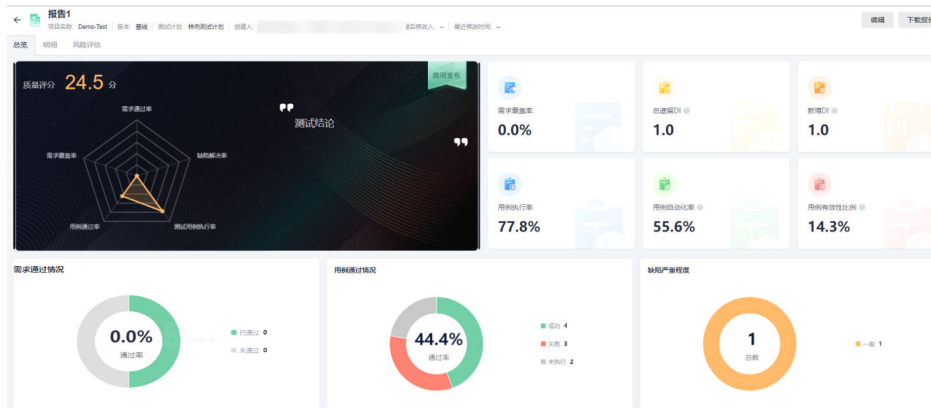 报告1
项目名称: Demo-Test 版本: 基线 测试计划: 样例测试计划 创建人: 最后修改人: -- 最近修改时间: --
编辑 下载报
总览 明细 风险评估
质量评分 24.5 分
商用发布
测试结论
需求通过率
缺陷解决率
测试用例执行率
用例通过率
需求覆盖率
需求覆盖率
0.0%
总遗留DI
1.0
新增DI
1.0
用例执行率
77.8%
用例自动化率
55.6%
用例有效性比例
14.3%
需求通过情况
0.0%
通过率
已通过 0
未通过 0
用例通过情况
44.4%
通过率
成功 4
失败 3
未执行 2
缺陷严重程度
1
总数
一般 1